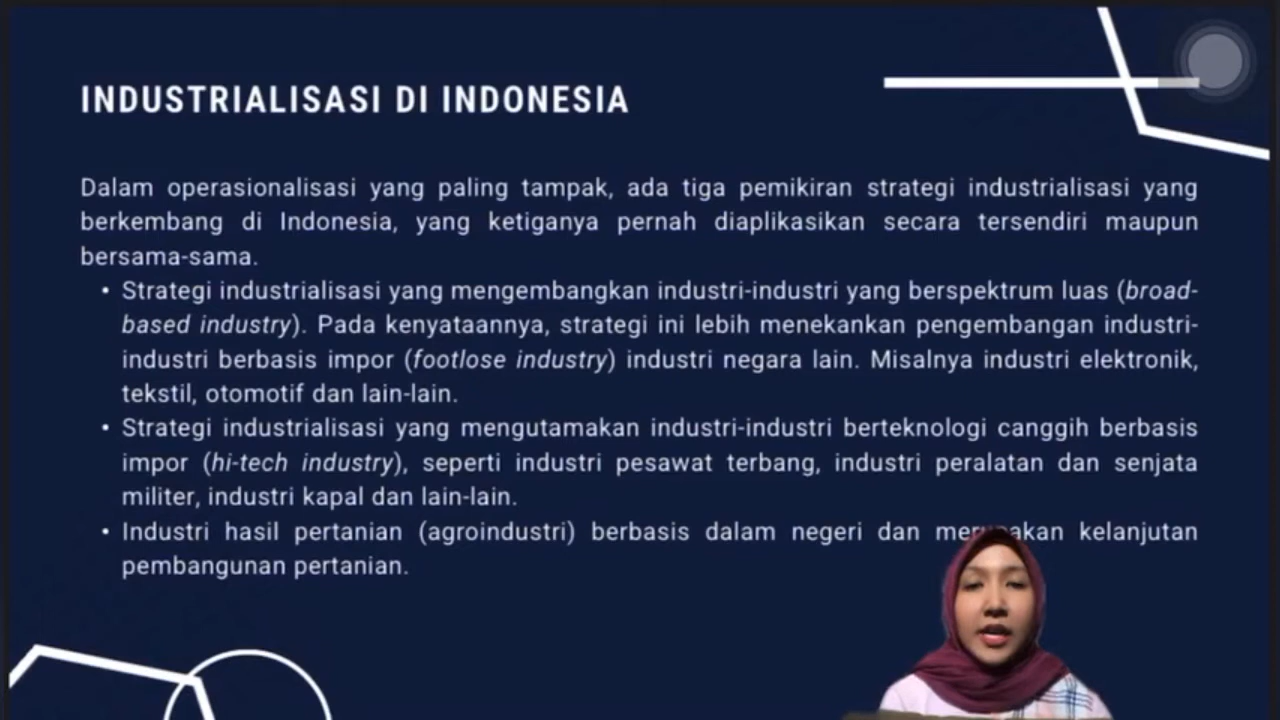 INDUSTRIALISASI DI INDONESIA
Dalam operasionalisasi yang paling tampak, ada tiga pemikiran strategi industrialisasi yang
berkembang di Indonesia, yang ketiganya pernah diaplikasikan secara tersendiri maupun
bersama-sama.
• Strategi industrialisasi yang mengembangkan industri-industri yang berspektrum luas (broad-
based industry). Pada kenyataannya, strategi ini lebih menekankan pengembangan industri-
industri berbasis impor (footlose industry) industri negara lain. Misalnya industri elektronik,
tekstil, otomotif dan lain-lain.
• Strategi industrialisasi yang mengutamakan industri-industri berteknologi canggih berbasis
impor (hi-tech industry), seperti industri pesawat terbang, industri peralatan dan senjata
militer, industri kapal dan lain-lain.
• Industri hasil pertanian (agroindustri) berbasis dalam negeri dan kelanjutan
pembangunan pertanian.